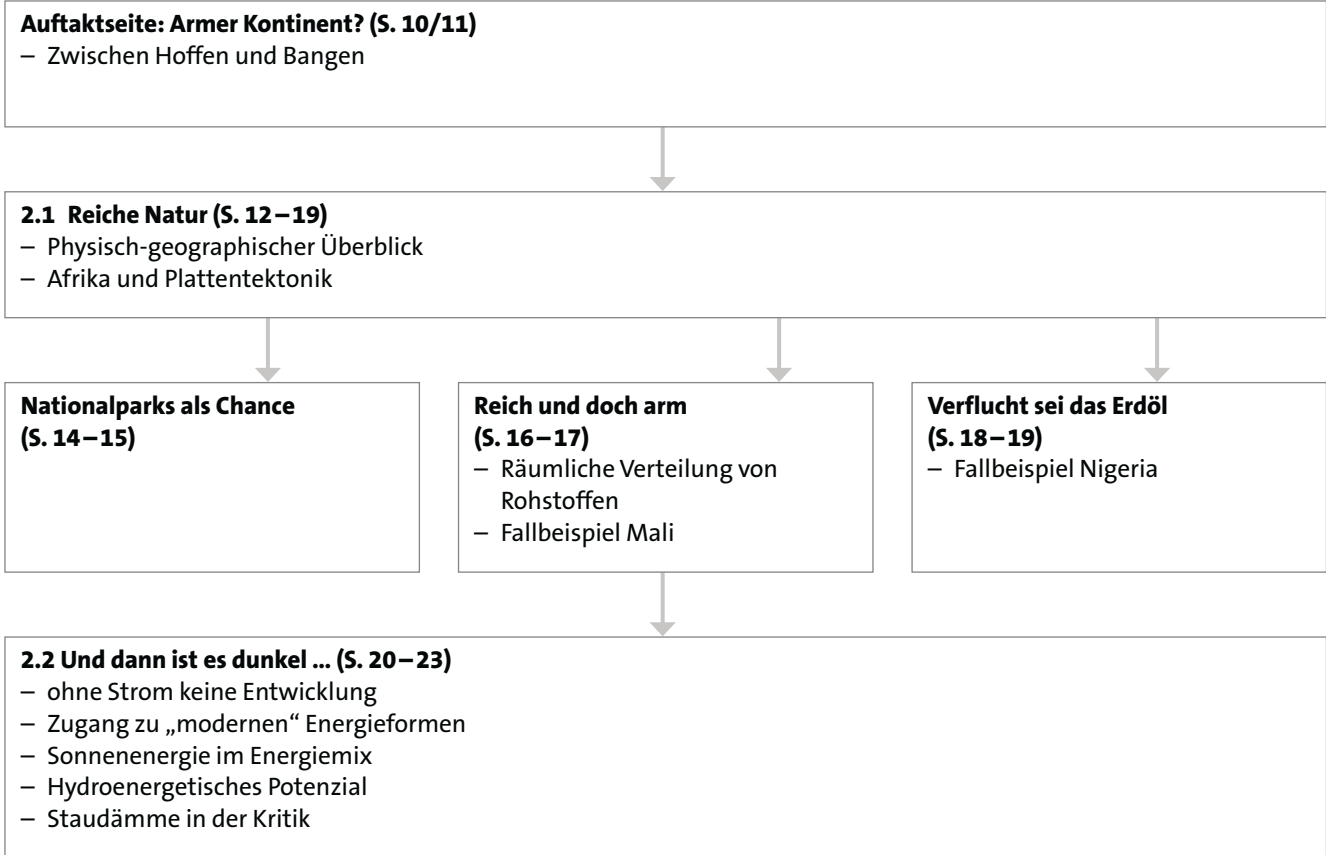 Auftaktseite: Armer Kontinent? (S. 10/11)
– Zwischen Hoffen und Bangen
2.1 Reiche Natur (S. 12–19)
– Physisch-geographischer Überblick
– Afrika und Plattentektonik
Nationalparks als Chance
(S. 14–15)
Reich und doch arm
(S. 16–17)
– Räumliche Verteilung von
Rohstoffen
– Fallbeispiel Mali
Verflucht sei das Erdöl
(S. 18–19)
– Fallbeispiel Nigeria
2.2 Und dann ist es dunkel ... (S. 20–23)
– ohne Strom keine Entwicklung
– Zugang zu „modernen“ Energieformen
– Sonnenenergie im Energiemix
– Hydroenergetisches Potenzial
– Staudämme in der Kritik